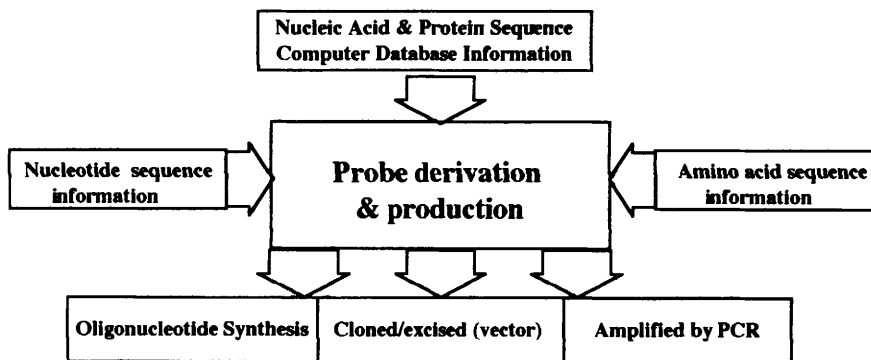 Nucleic Acid & Protein Sequence
Computer Database Information
Nucleotide sequence
information
Probe derivation
& production
Amino acid sequence
information
Oligonucleotide Synthesis
Cloned/excised (vector)
Amplified by PCR